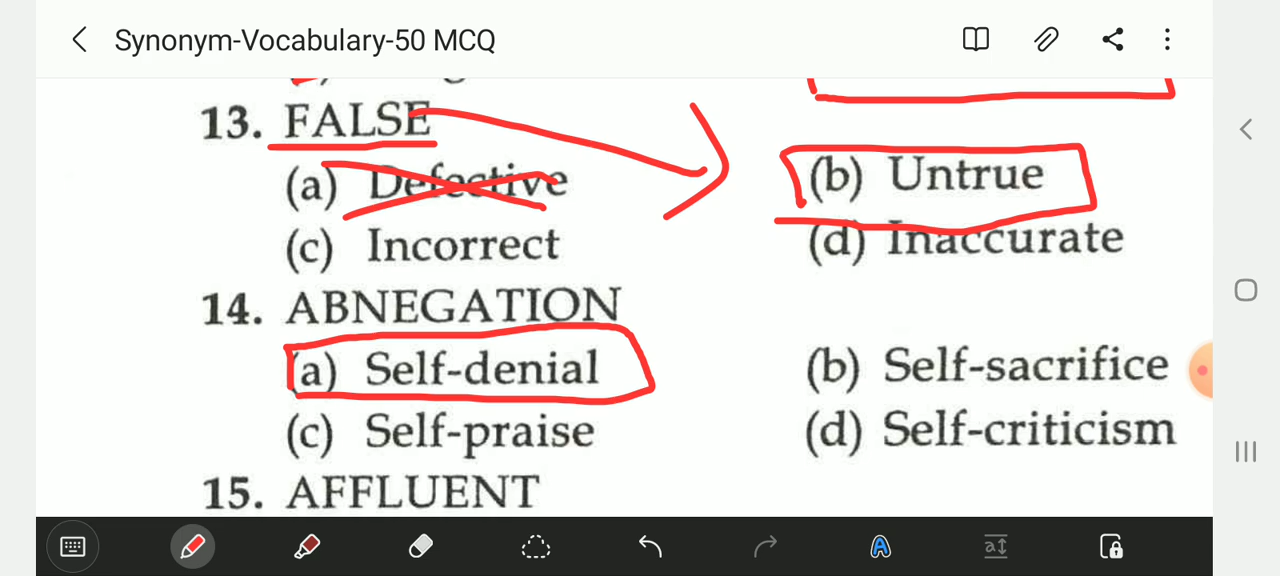 Synonym-Vocabulary-50 MCQ
13. FALSE
(a) Defective (b) Untrue
(c) Incorrect (d) Inaccurate
14. ABNEGATION
(a) Self-denial (b) Self-sacrifice
(c) Self-praise (d) Self-criticism
15. AFFLUENT